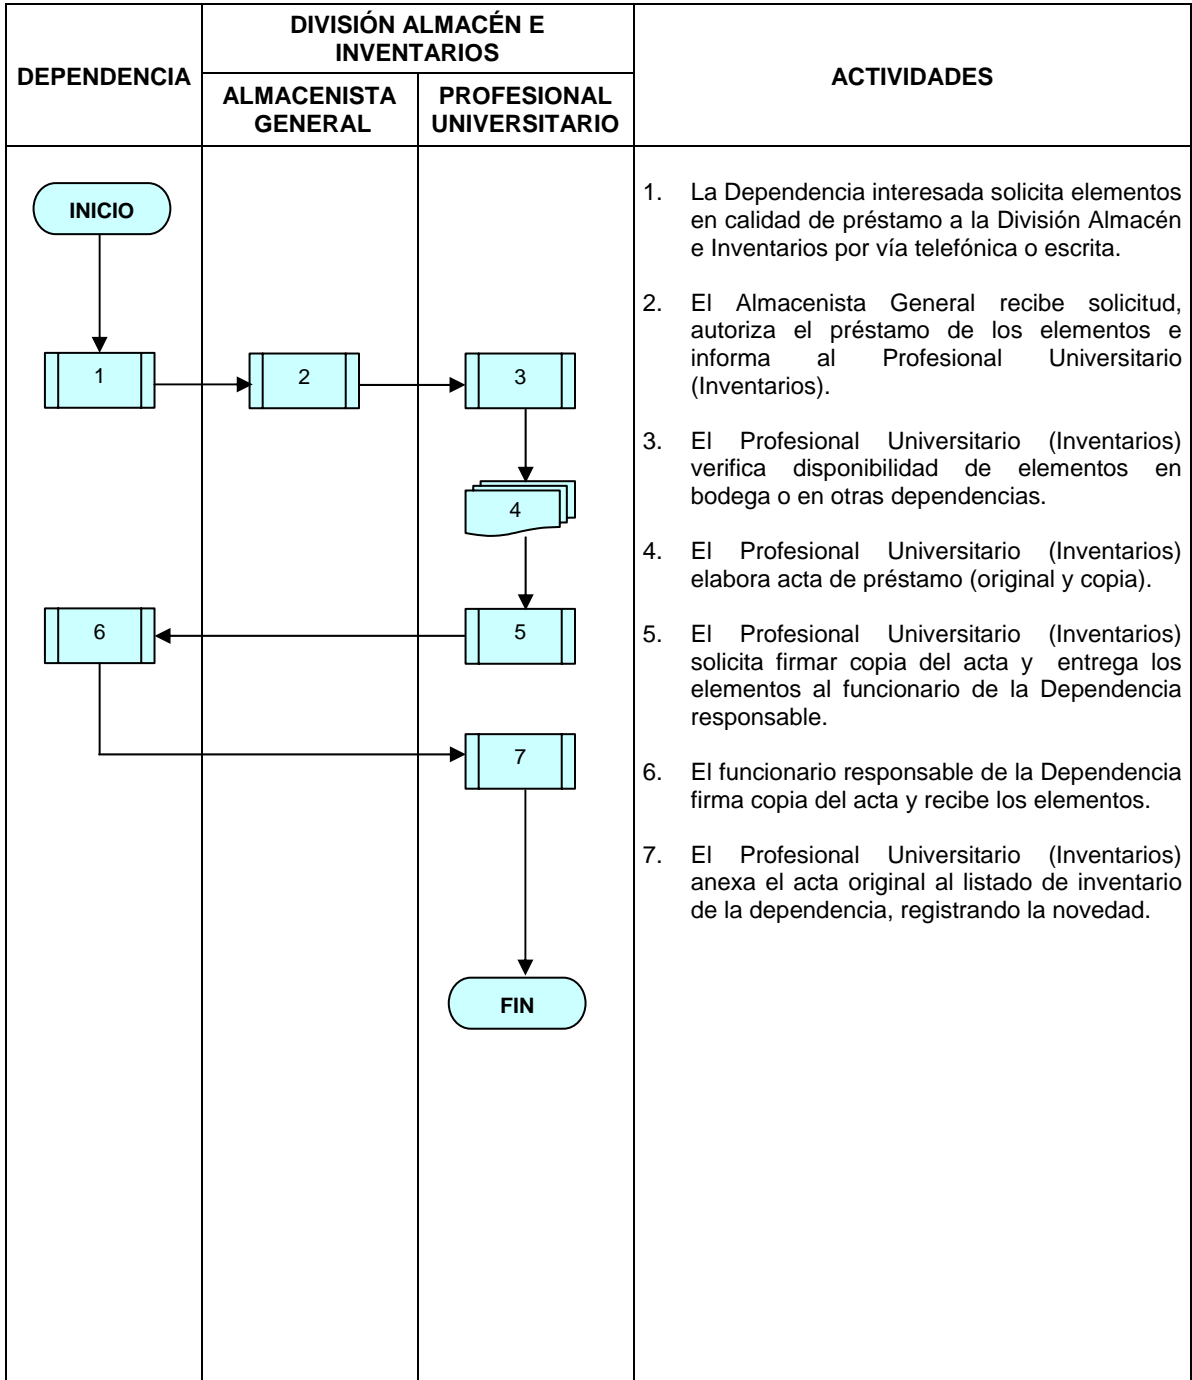 DIVISIÓN ALMACÉN E
INVENTARIOS
DEPENDENCIA
ACTIVIDADES
ALMACENISTA
GENERAL
PROFESIONAL
UNIVERSITARIO
INICIO
1
2
3
4
6
5
7
FIN
1. La Dependencia interesada solicita elementos
en calidad de préstamo a la División Almacén
e Inventarios por vía telefónica o escrita.
2. El Almacenista General recibe solicitud,
autoriza el préstamo de los elementos e
informa al Profesional Universitario
(Inventarios).
3. El Profesional Universitario (Inventarios)
verifica disponibilidad de elementos en
bodega o en otras dependencias.
4. El Profesional Universitario (Inventarios)
elabora acta de préstamo (original y copia).
5. El Profesional Universitario (Inventarios)
solicita firmar copia del acta y entrega los
elementos al funcionario de la Dependencia
responsable.
6. El funcionario responsable de la Dependencia
firma copia del acta y recibe los elementos.
7. El Profesional Universitario (Inventarios)
anexa el acta original al listado de inventario
de la dependencia, registrando la novedad.